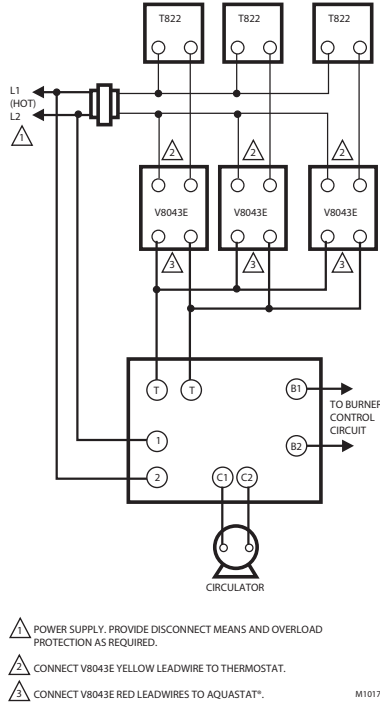 T822 T822 T822
L1
(HOT)
L2
1
2 2 2
V8043E V8043E V8043E
3 3 3
T T B1
TO BURNER
CONTROL
CIRCUIT
1
B2
2 C1 C2
CIRCULATOR
1 POWER SUPPLY. PROVIDE DISCONNECT MEANS AND OVERLOAD
PROTECTION AS REQUIRED.
2 CONNECT V8043E YELLOW LEADWIRE TO THERMOSTAT.
3 CONNECT V8043E RED LEADWIRES TO AQUASTAT®. M1017